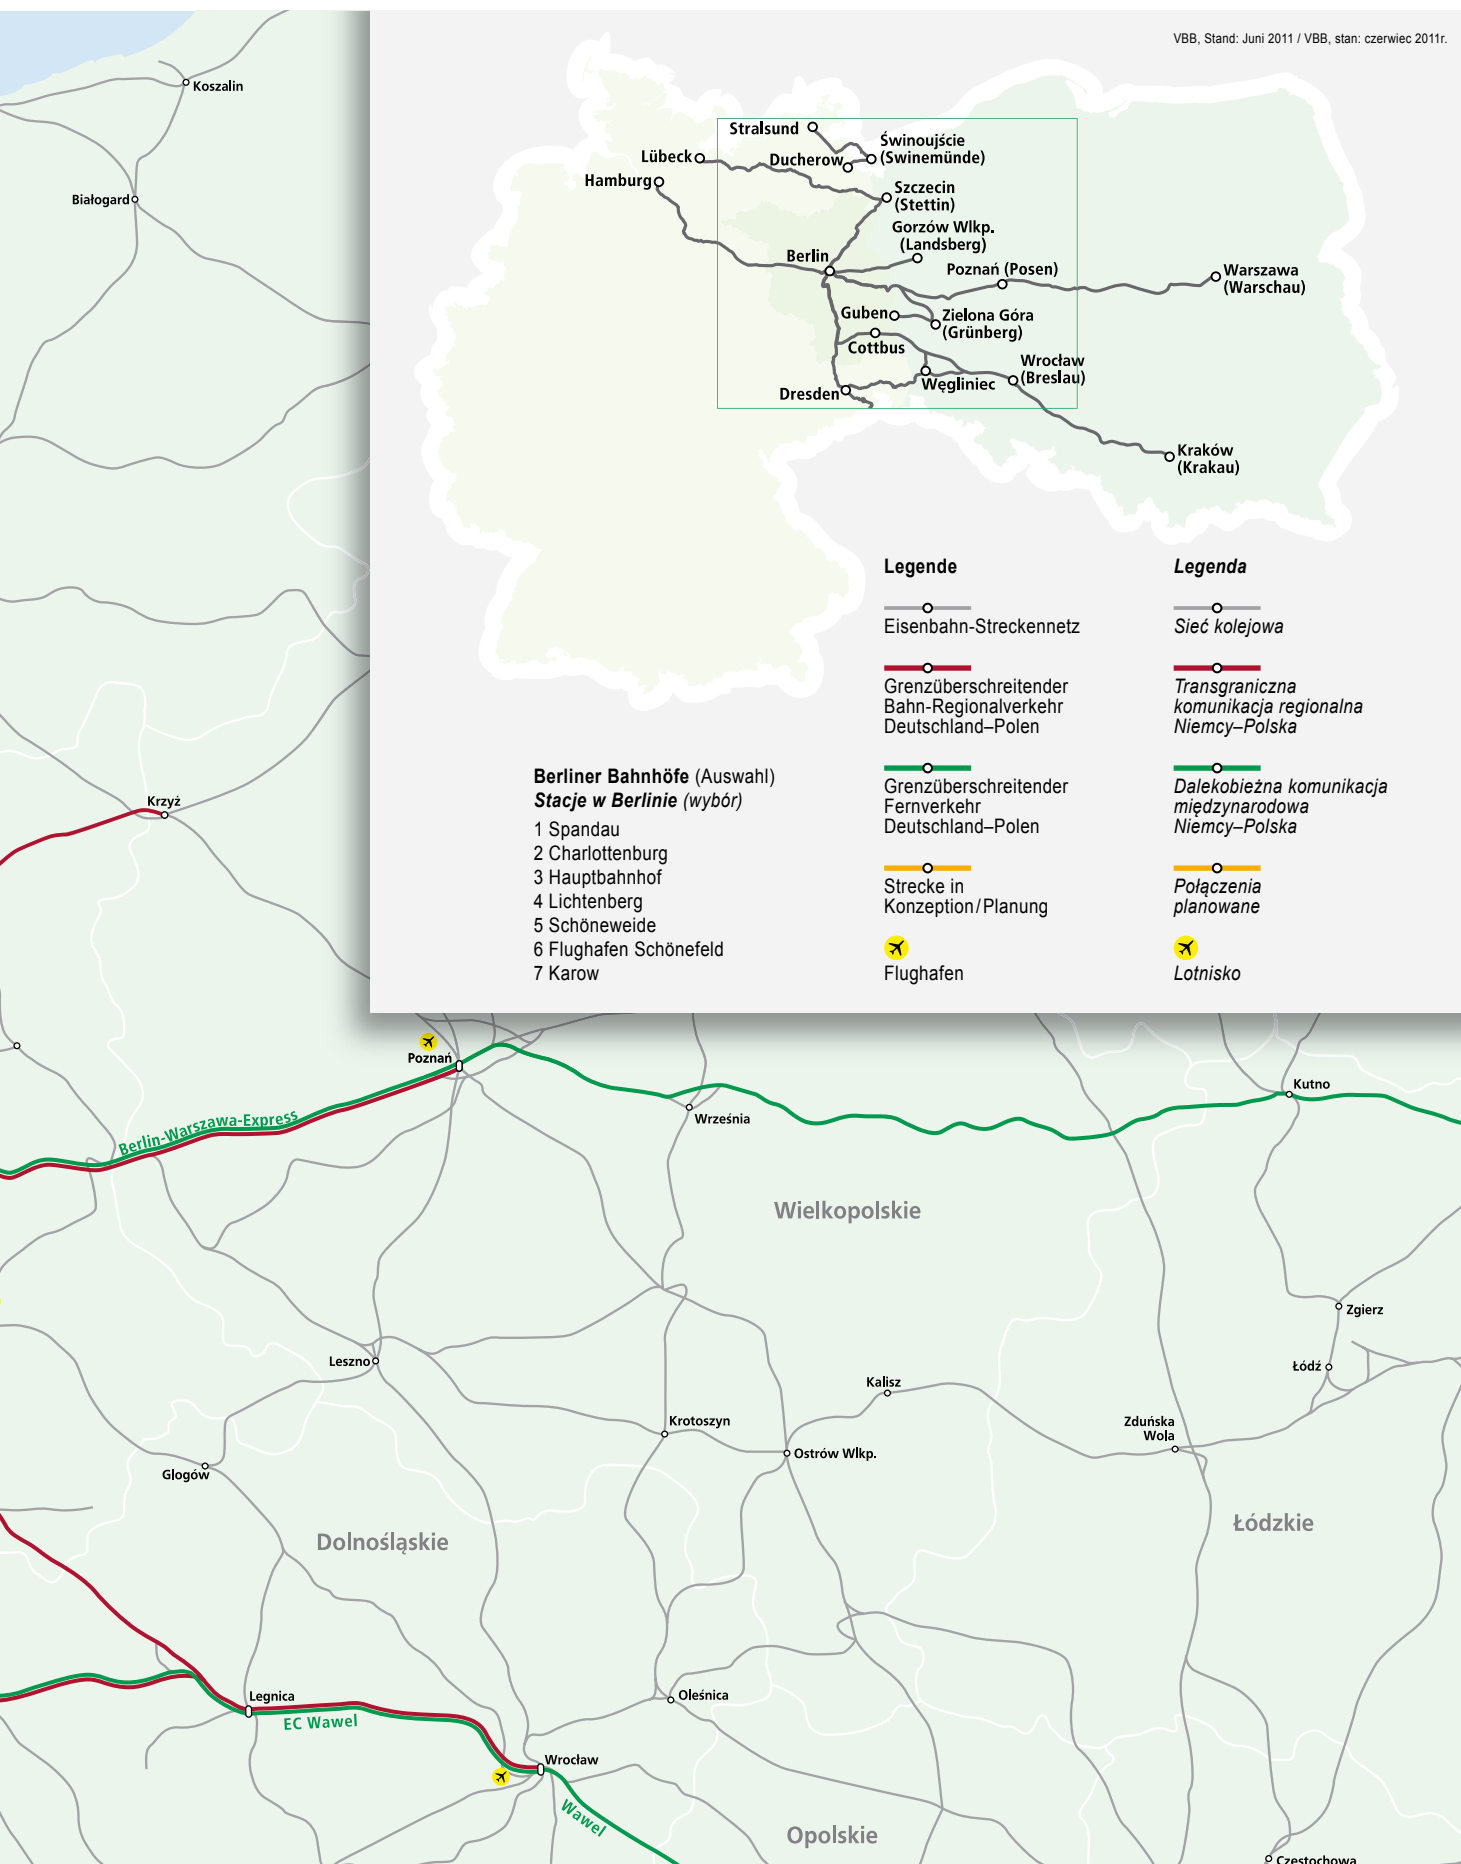 VBB, Stand: Juni 2011 / VBB, stan: czerwiec 2011r.
Koszalin
Białogard
Stralsund
Świnoujście
(Swinemünde)
Lübeck
Ducherow
Hamburg
Szczecin
(Stettin)
Gorzów Wlkp.
(Landsberg)
Berlin
Poznań (Posen)
Warszawa
(Warschau)
Guben
Zielona Góra
(Grünberg)
Cottbus
Wrocław
(Breslau)
Węgliniec
Dresden
Kraków
(Krakau)
Legende
Eisenbahn-Streckennetz
Grenzüberschreitender
Bahn-Regionalverkehr
Deutschland–Polen
Grenzüberschreitender
Fernverkehr
Deutschland–Polen
Strecke in
Konzeption/Planung
Flughafen
Legenda
Sieć kolejowa
Transgraniczna
komunikacja regionalna
Niemcy–Polska
Dalekobieżna komunikacja
międzynarodowa
Niemcy–Polska
Połączenia
planowane
Lotnisko
Berliner Bahnhöfe (Auswahl)
Stacje w Berlinie (wybór)
1 Spandau
2 Charlottenburg
3 Hauptbahnhof
4 Lichtenberg
5 Schöneweide
6 Flughafen Schönefeld
7 Karow
Krzyż
Poznań
Berlin-Warszawa-Express
Września
Kutno
Wielkopolskie
Zgierz
Łódź
Leszno
Kalisz
Krotoszyn
Zduńska
Wola
Ostrów Wlkp.
Glogów
Dolnośląskie
Łódzkie
Legnica
EC Wawel
Oleśnica
Wrocław
Wawel
Opolskie
Częstochowa